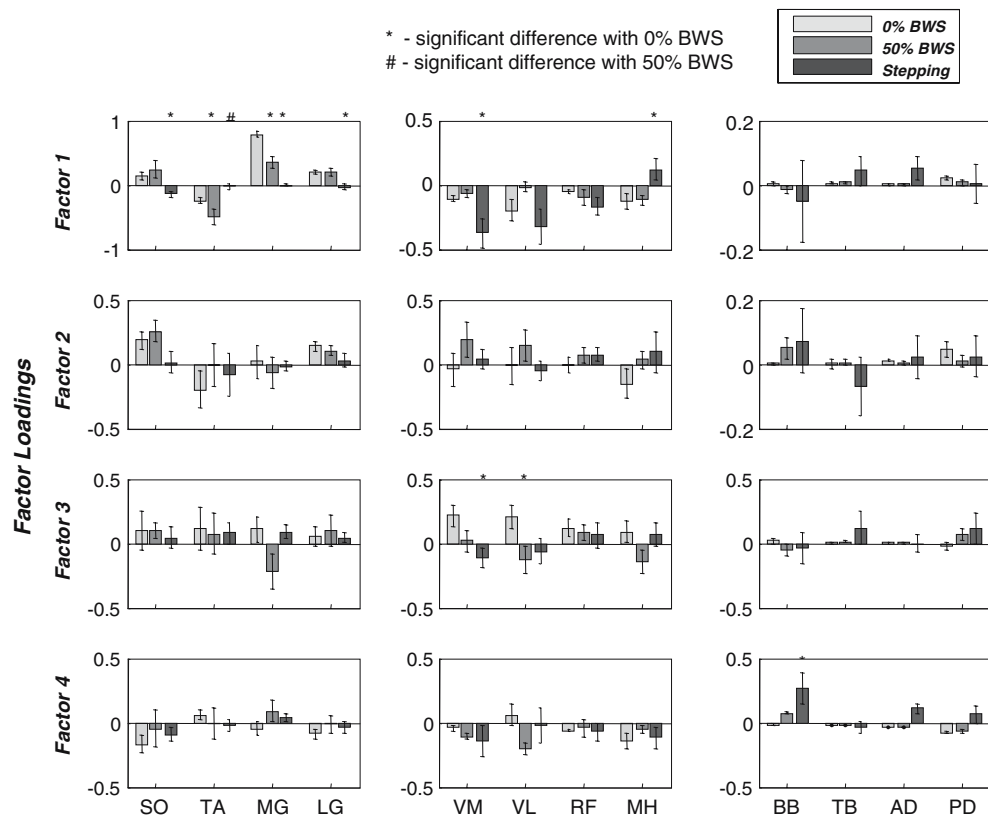 * - significant difference with 0% BWS
# - significant difference with 50% BWS
0% BWS
50% BWS
Stepping
Factor Loadings
Factor 1
1
0
-1
* * # * * *
0.5
0
-0.5
* *
0.2
0
-0.2
Factor 2
0.5
0
-0.5
0.5
0
-0.5
0.2
0
-0.2
Factor 3
0.5
0
-0.5
0.5
0
-0.5
* *
0.5
0
-0.5
Factor 4
0.5
0
-0.5
0.5
0
-0.5
0.5
0
-0.5
*
SO TA MG LG
VM VL RF MH
BB TB AD PD